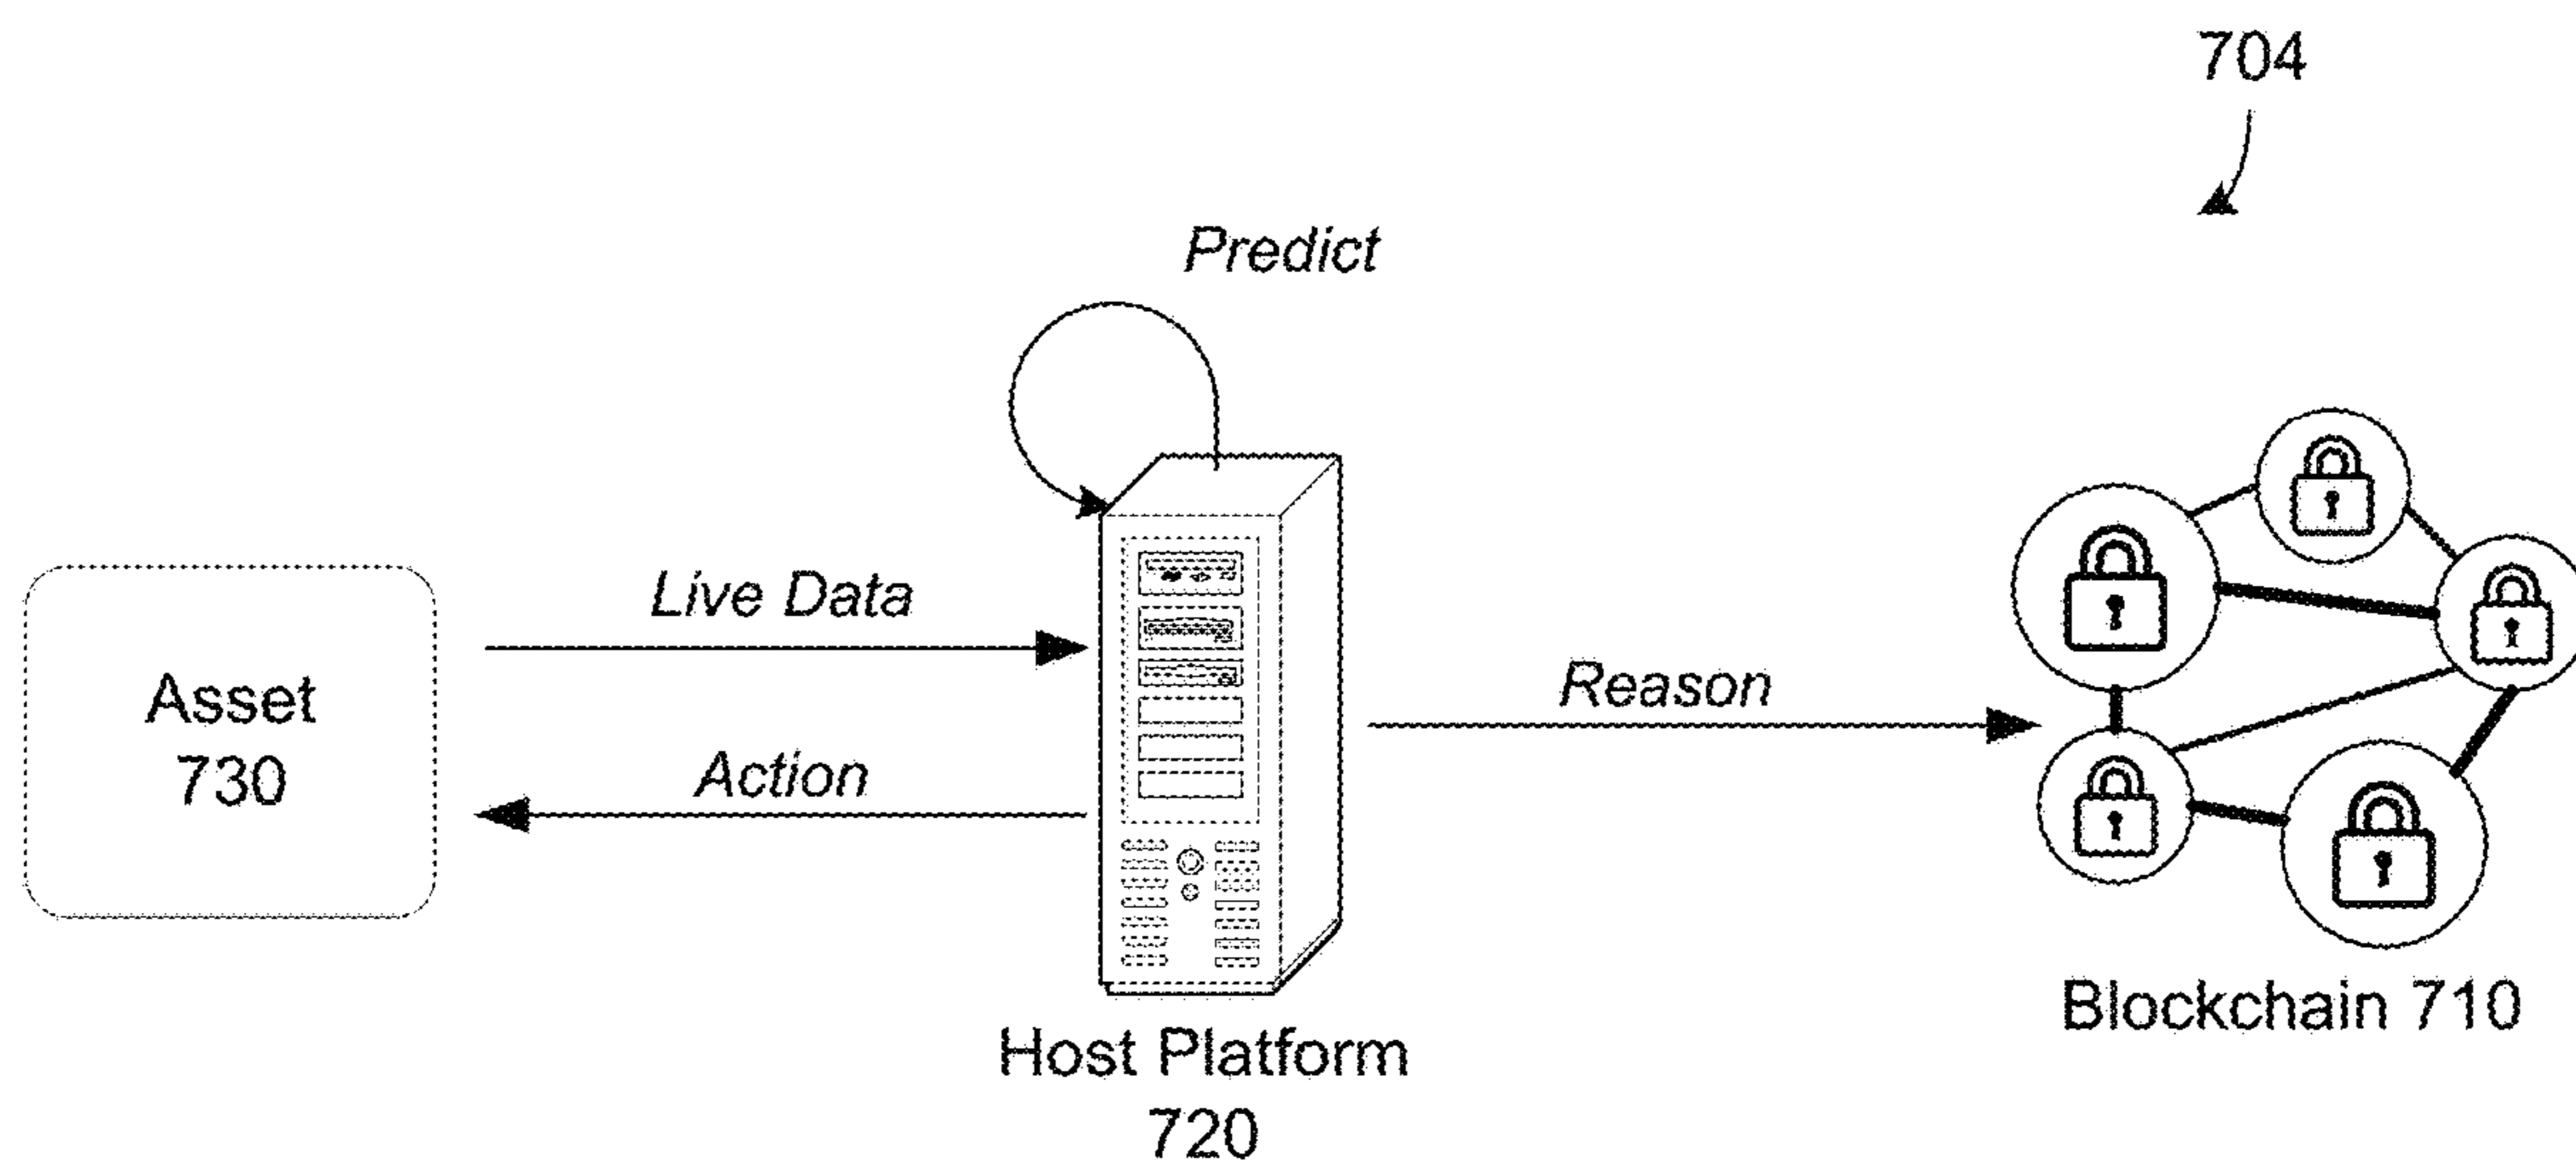 704
Predict
Live Data
Asset
730
Action
Reason
Host Platform
720
Blockchain 710